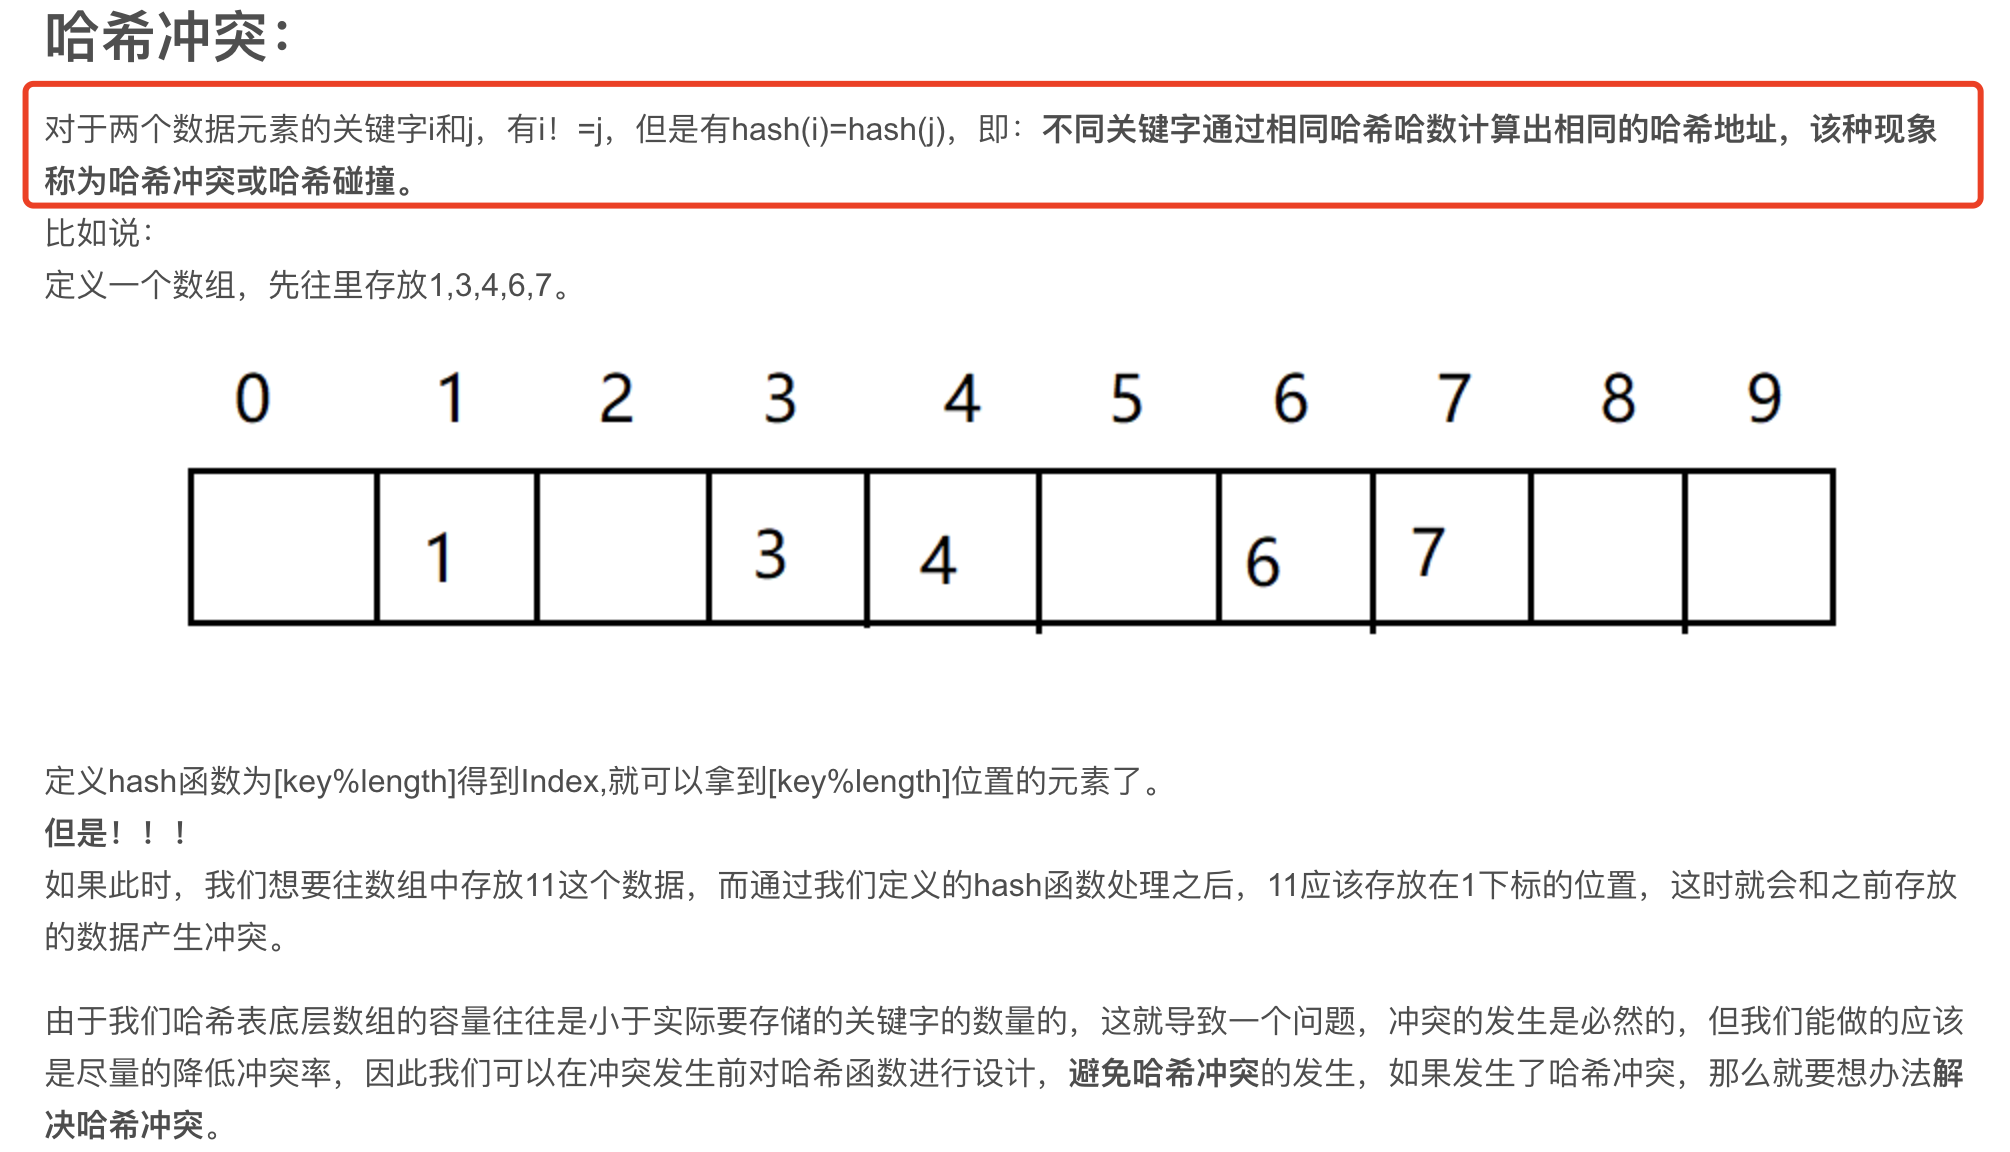 哈希冲突：
对于两个数据元素的关键字i和j，有i！=j，但是有hash(i)=hash(j)，即：不同关键字通过相同哈希哈数计算出相同的哈希地址，该种现象
称为哈希冲突或哈希碰撞。
比如说：
定义一个数组，先往里存放1,3,4,6,7。
0 1 2 3 4 5 6 7 8 9
1 3 4 6 7
定义hash函数为[key%length]得到Index,就可以拿到[key%length]位置的元素了。
但是！！！
如果此时，我们想要往数组中存放11这个数据，而通过我们定义的hash函数处理之后，11应该存放在1下标的位置，这时就会和之前存放
的数据产生冲突。
由于我们哈希表底层数组的容量往往是小于实际要存储的关键字的数量的，这就导致一个问题，冲突的发生是必然的，但我们能做的应该
是尽量的降低冲突率，因此我们可以在冲突发生前对哈希函数进行设计，避免哈希冲突的发生，如果发生了哈希冲突，那么就要想办法解
决哈希冲突。